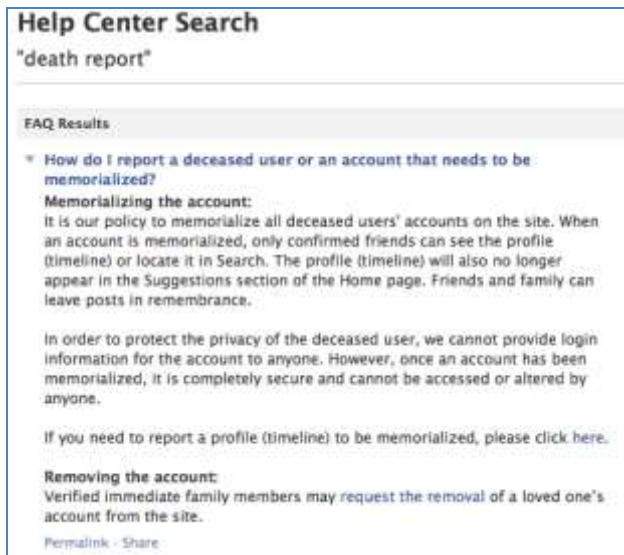 Help Center Search
"death report"
FAQ Results
How do I report a deceased user or an account that needs to be
memorialized?
Memorializing the account:
It is our policy to memorialize all deceased users' accounts on the site. When
an account is memorialized, only confirmed friends can see the profile
(timeline) or locate it in Search. The profile (timeline) will also no longer
appear in the Suggestions section of the Home page. Friends and family can
leave posts in remembrance.
In order to protect the privacy of the deceased user, we cannot provide login
information for the account to anyone. However, once an account has been
memorialized, it is completely secure and cannot be accessed or altered by
anyone.
If you need to report a profile (timeline) to be memorialized, please click here.
Removing the account:
Verified immediate family members may request the removal of a loved one's
account from the site.
Permalink · Share